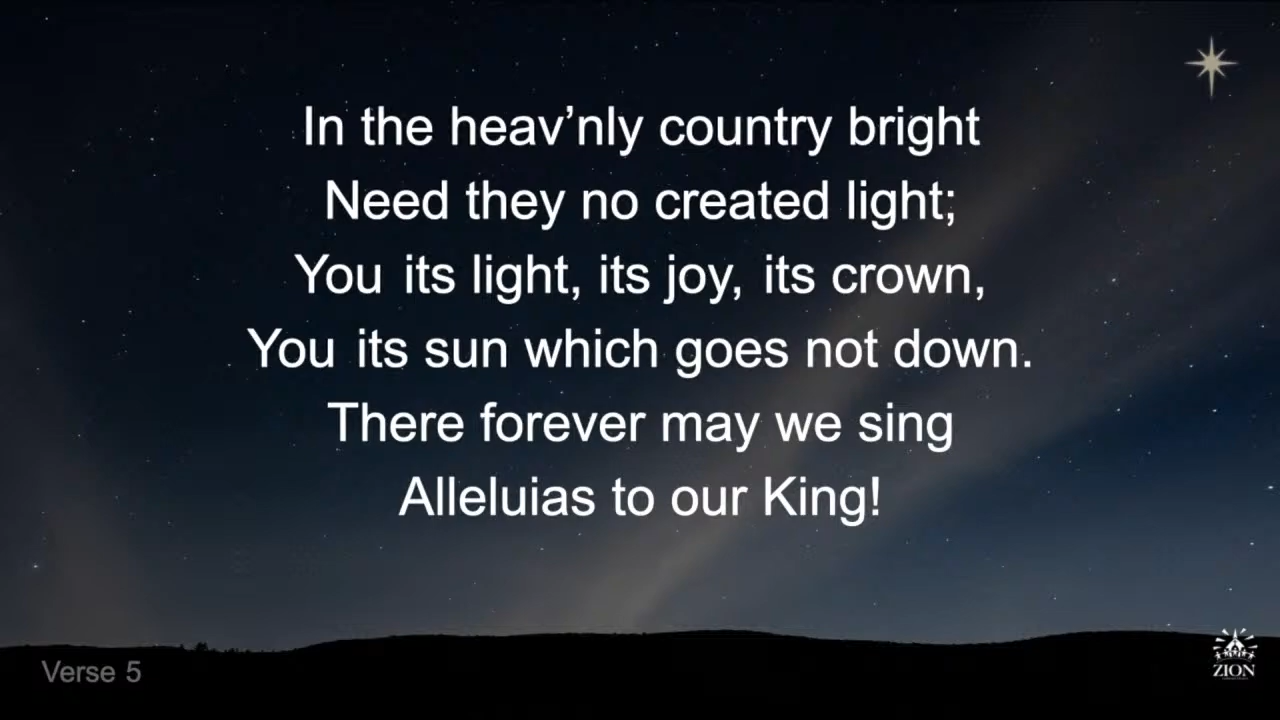 In the heav’nly country bright
Need they no created light;
You its light, its joy, its crown,
You its sun which goes not down.
There forever may we sing
Alleluias to our King!
Verse 5
ZION